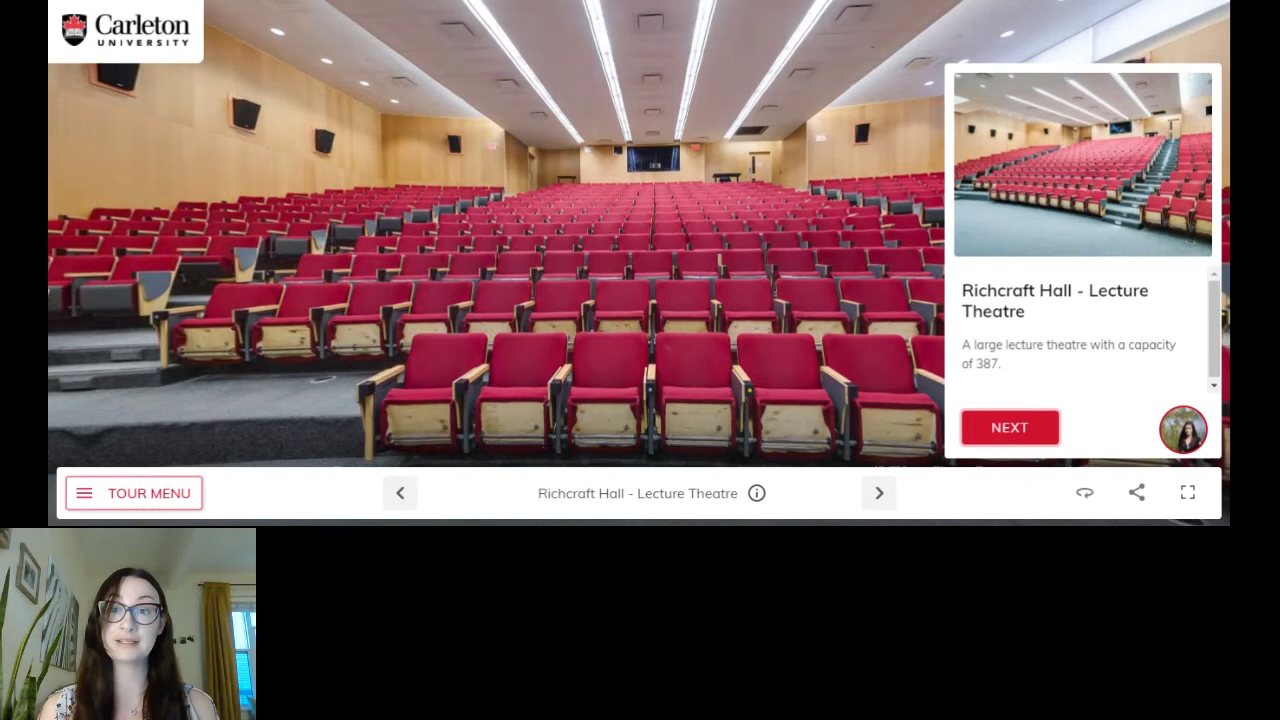 Carleton
UNIVERSITY
Richcraft Hall - Lecture
Theatre
A large lecture theatre with a capacity
of 387.
NEXT
TOUR MENU
Richcraft Hall - Lecture Theatre